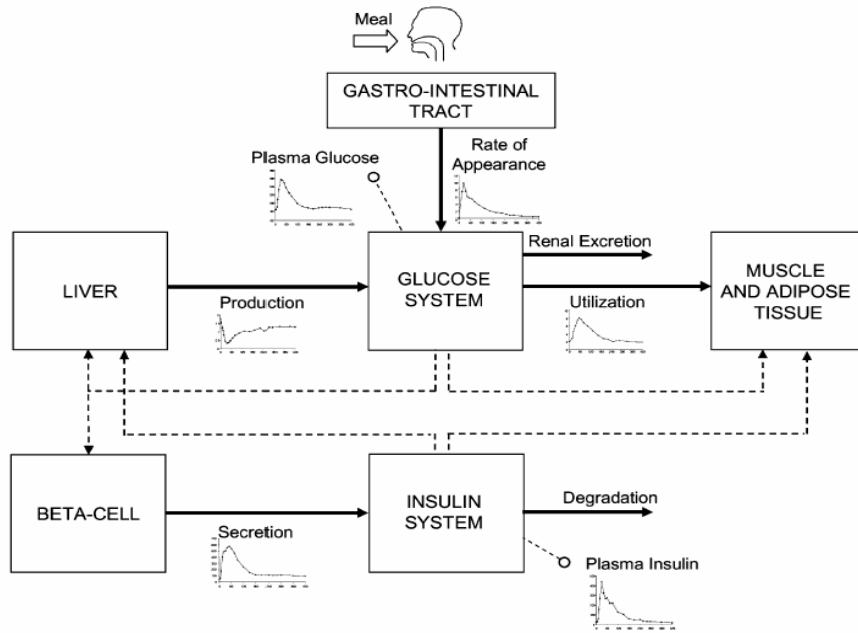 Meal
GASTRO-INTESTINAL
TRACT
Plasma Glucose
Rate of
Appearance
LIVER
Production
GLUCOSE
SYSTEM
Renal Excretion
Utilization
MUSCLE
AND ADIPOSE
TISSUE
BETA-CELL
Secretion
INSULIN
SYSTEM
Degradation
Plasma Insulin